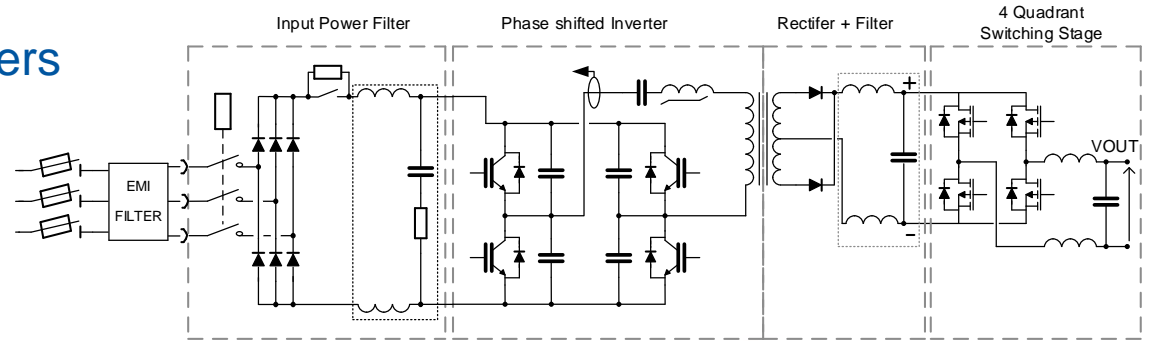 ers
Input Power Filter
Phase shifted Inverter
Rectifer + Filter
4 Quadrant
Switching Stage
EMI
FILTER
+
-
VOUT